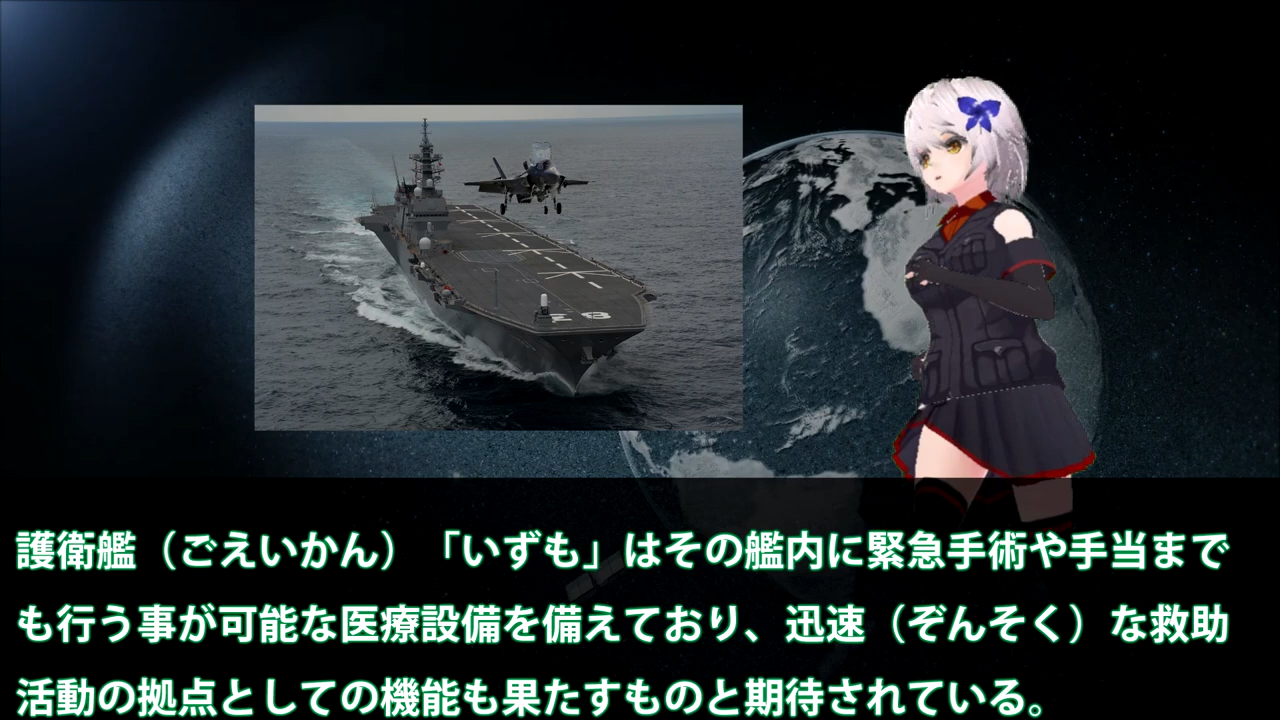 護衛艦（ごえいかん）「いずも」はその艦内に緊急手術や手当まで
も行う事が可能な医療設備を備えており、迅速（ぞんそく）な救助
活動の拠点としての機能も果たすものと期待されている。